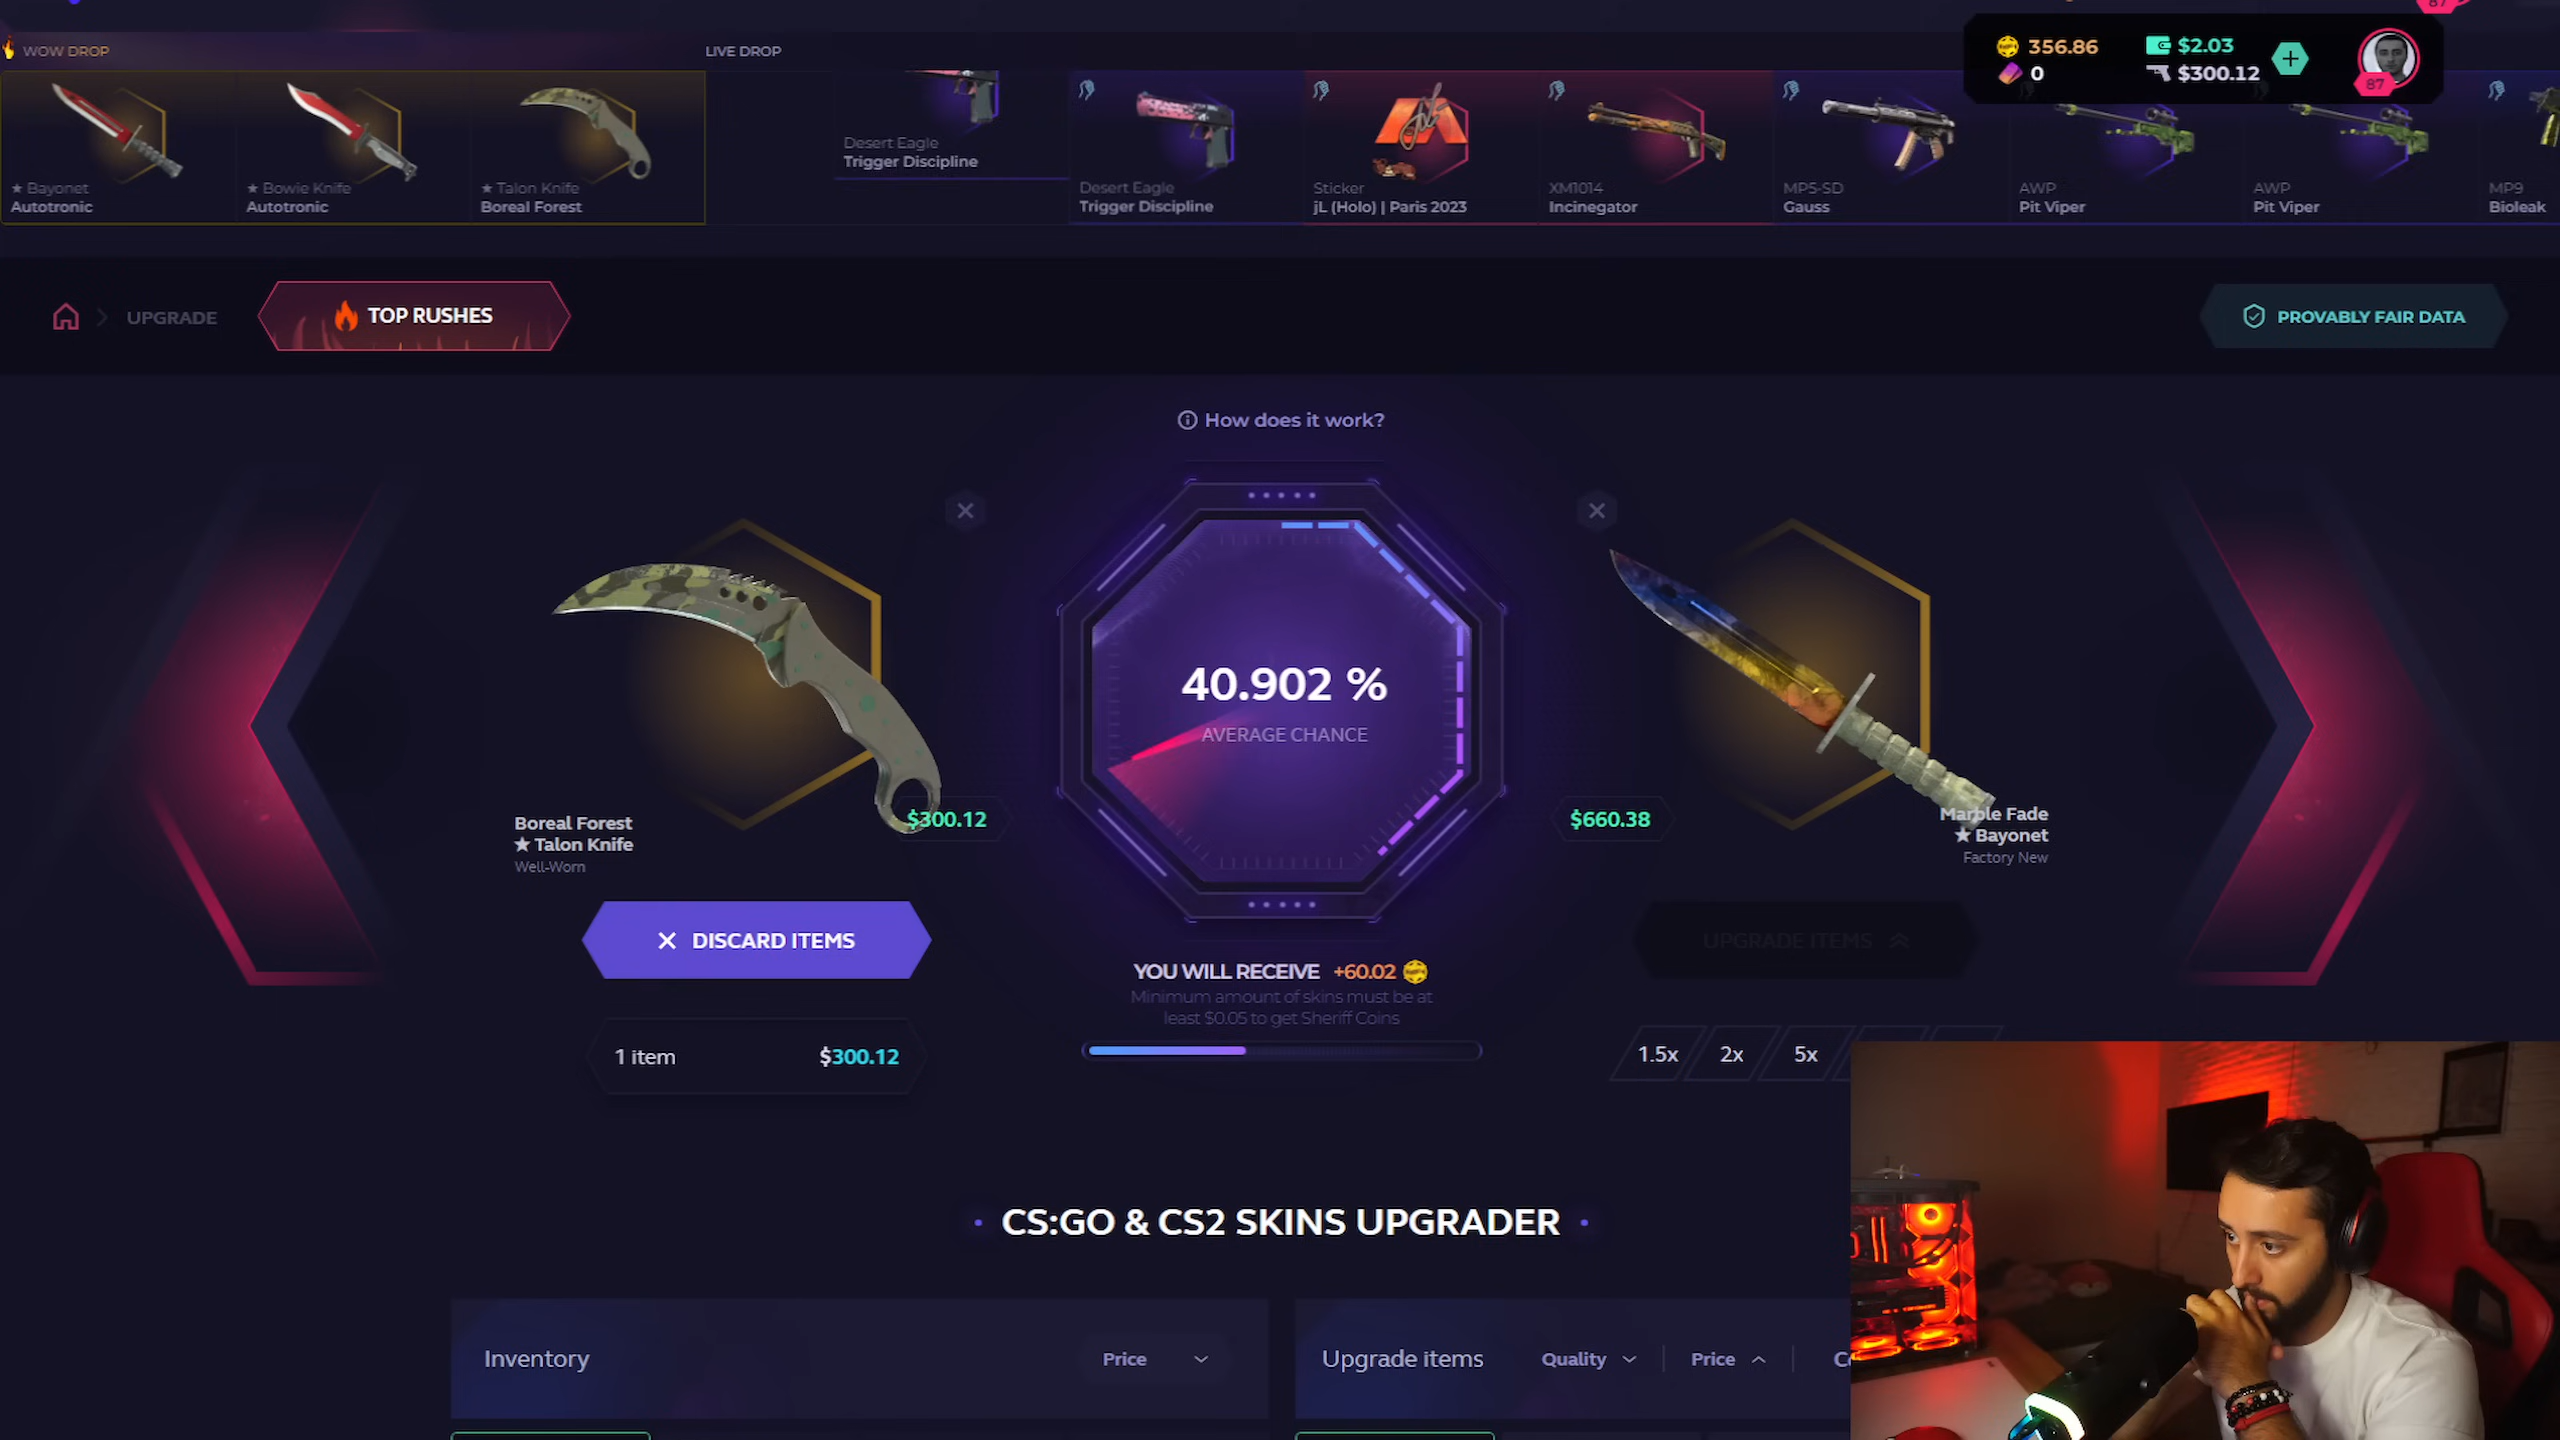 WOW DROP
LIVE DROP
★ Bayonet
Autotronic
★ Bowie Knife
Autotronic
★ Talon Knife
Boreal Forest
Desert Eagle
Trigger Discipline
Desert Eagle
Trigger Discipline
Sticker
jL (Holo) | Paris 2023
XM1014
Incinegator
MP5-SD
Gauss
AWP
Pit Viper
AWP
Pit Viper
MP9
Bioleak
356.86
$2.03
0
$300.12
87
87
UPGRADE
TOP RUSHES
PROVABLY FAIR DATA
How does it work?
40.902 %
AVERAGE CHANCE
Boreal Forest
★ Talon Knife
Well-Worn
$300.12
$660.38
Marble Fade
★ Bayonet
Factory New
DISCARD ITEMS
UPGRADE ITEMS
YOU WILL RECEIVE +60.02
Minimum amount of skins must be at
least $0.05 to get Sheriff Coins
1 item $300.12
1.5x 2x 5x
CS:GO & CS2 SKINS UPGRADER
Inventory
Price
Upgrade items
Quality
Price